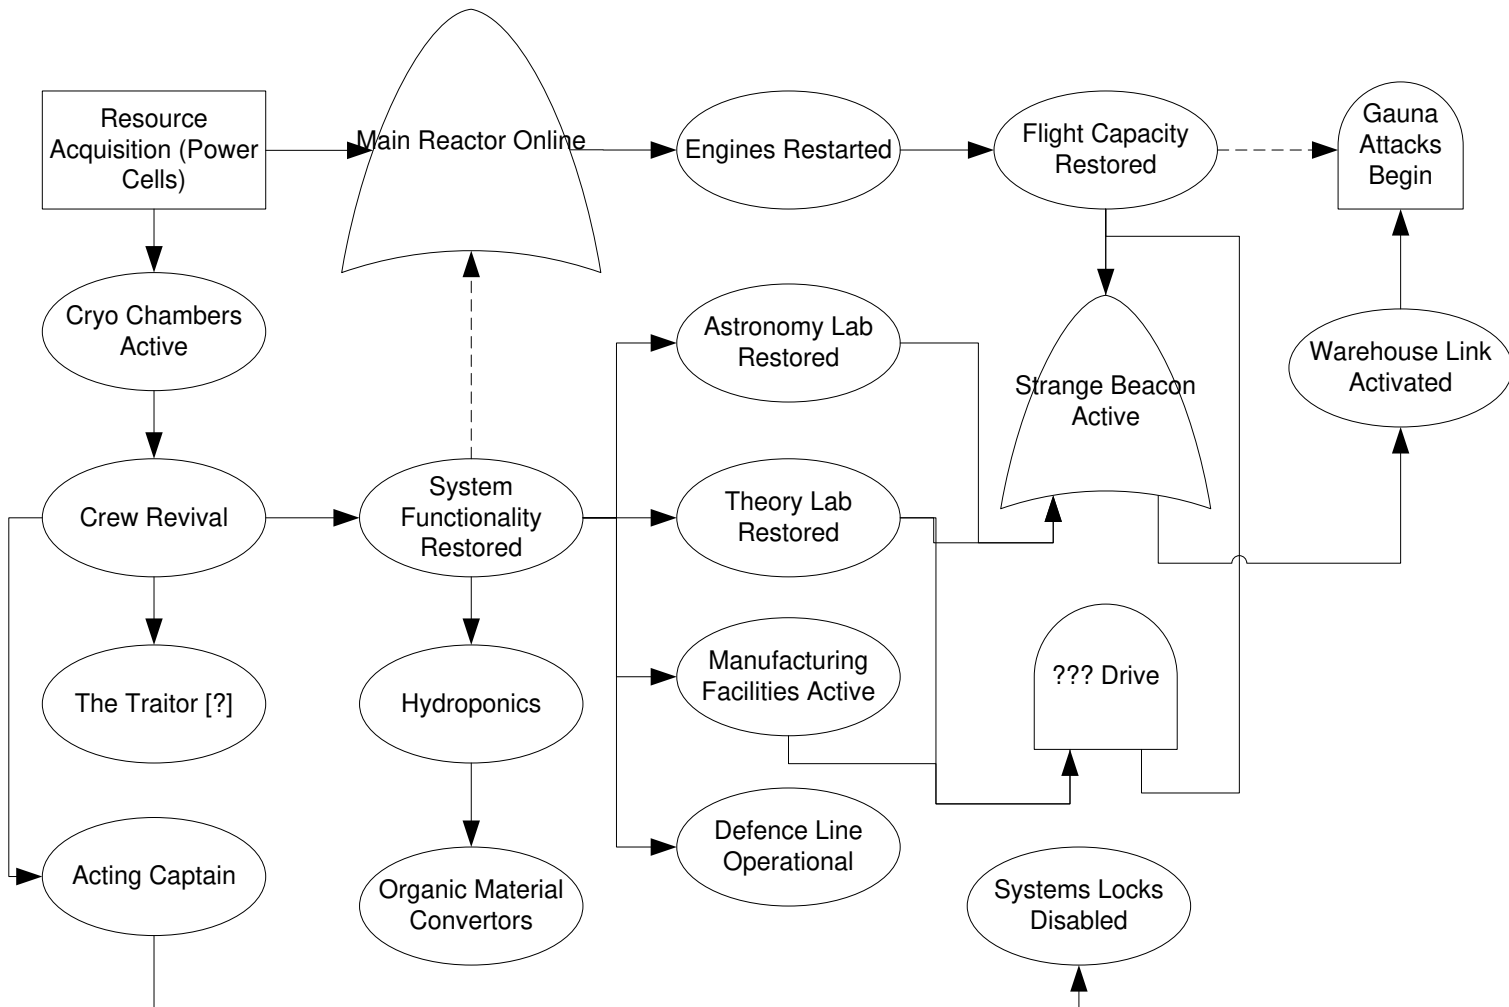 Resource
Acquisition (Power
Cells)
Main Reactor Online
Engines Restarted
Flight Capacity
Restored
Gauna
Attacks
Begin
Cryo Chambers
Active
Astronomy Lab
Restored
Strange Beacon
Active
Warehouse Link
Activated
Crew Revival
System
Functionality
Restored
Theory Lab
Restored
The Traitor [?]
Hydroponics
Manufacturing
Facilities Active
??? Drive
Acting Captain
Organic Material
Convertors
Defence Line
Operational
Systems Locks
Disabled